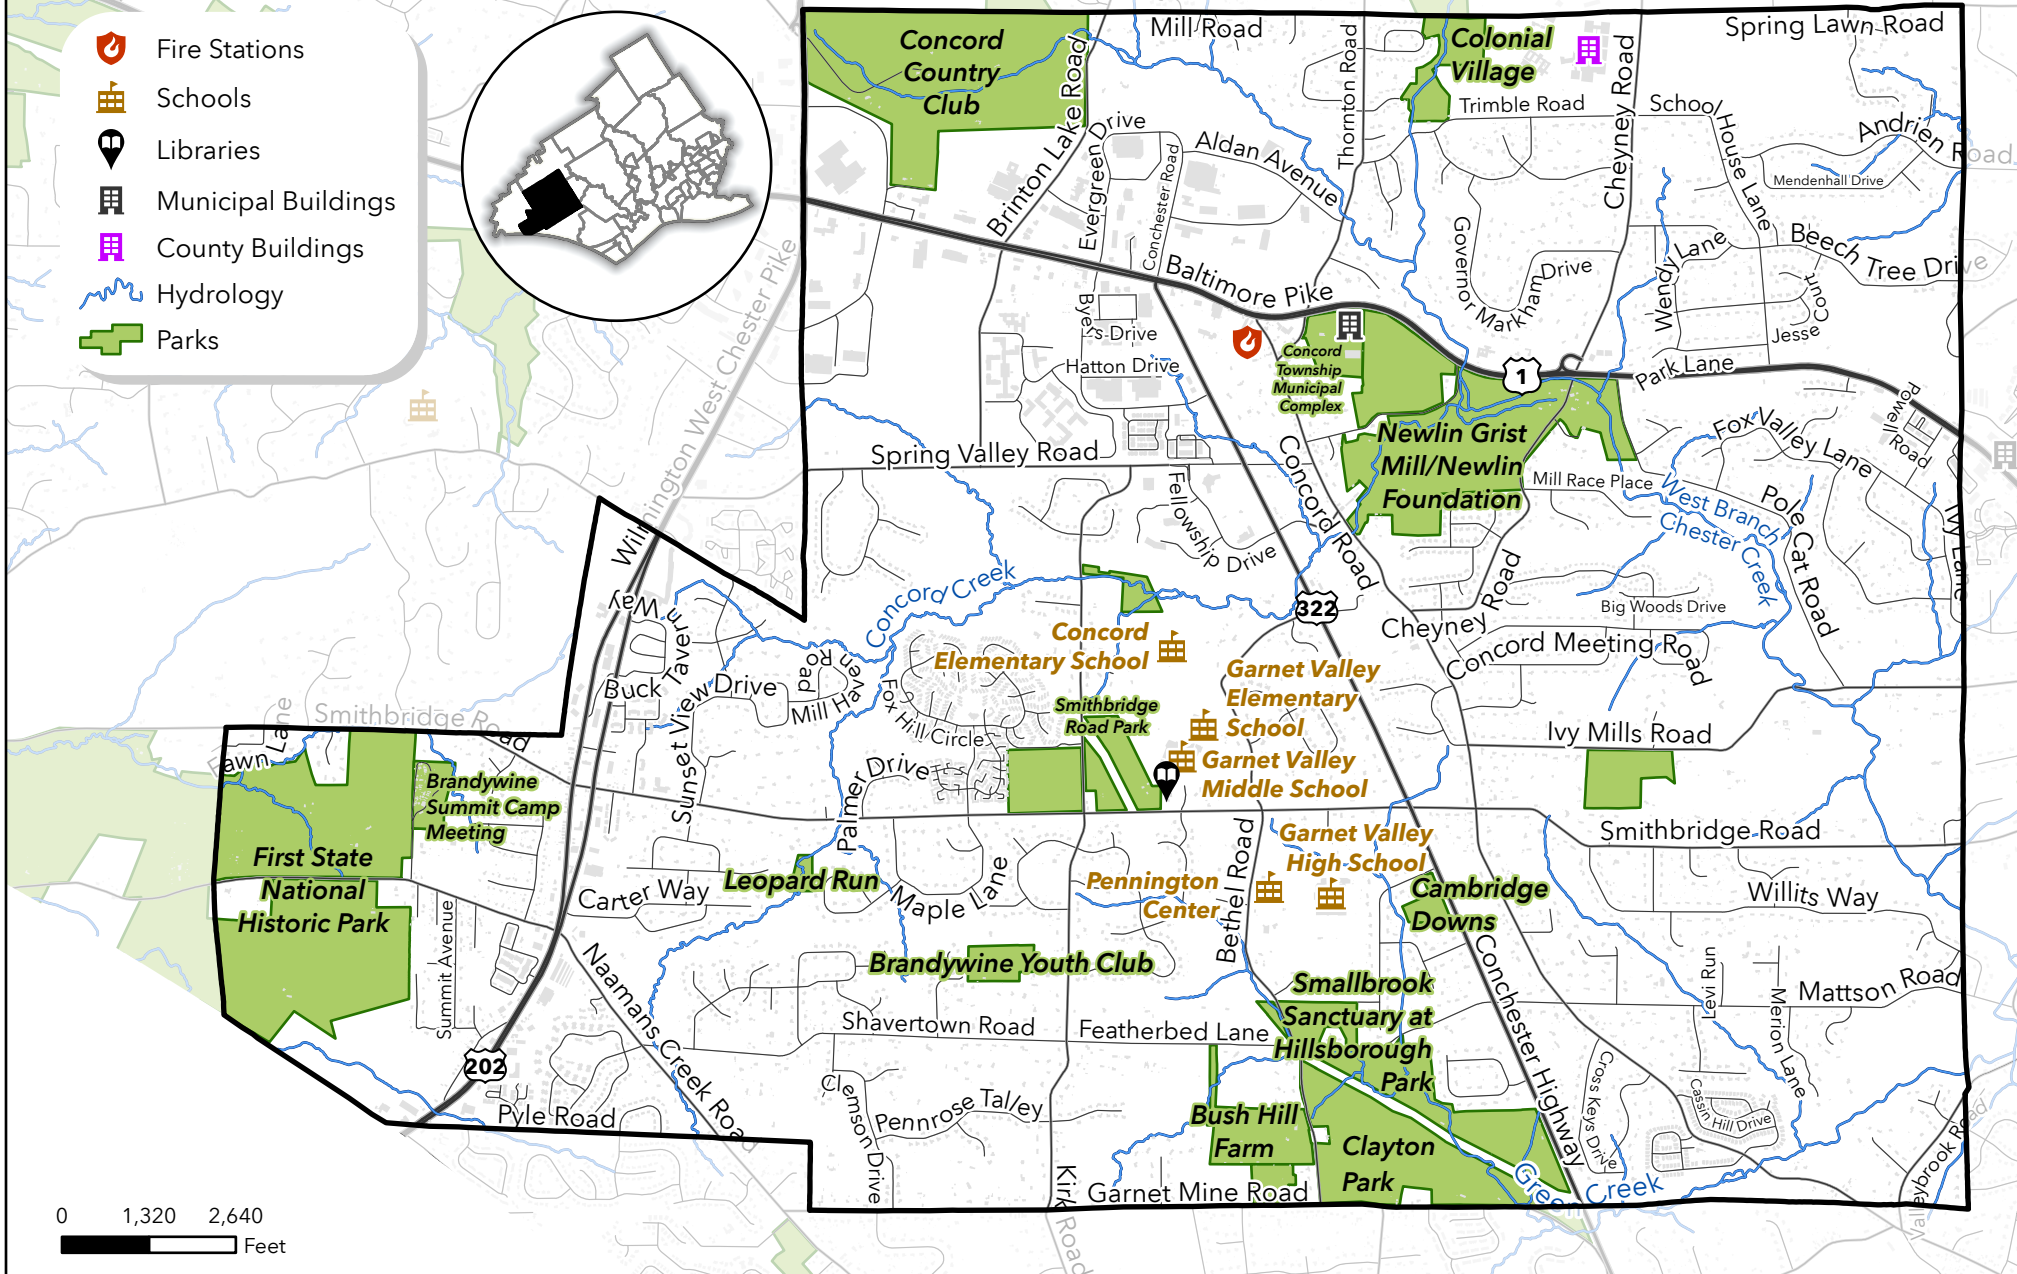 Fire Stations
Schools
Libraries
Municipal Buildings
County Buildings
Hydrology
Parks
Concord
Country
Club
Mill Road
Thornton Road
Colonial
Village
Spring Lawn Road
Cheyney Road
Trimble Road
School House Lane
Andrien Road
Mendenhall Drive
Brinton Lake Road
Evergreen Drive
Conchester Road
Aldan Avenue
Governor Markham Drive
Wendy Lane
Beech Tree Drive
Jesse Court
Baltimore Pike
Byers Drive
Hatton Drive
Concord
Township
Municipal
Complex
1
Park Lane
Powell Road
Wilmington West Chester Pike
Spring Valley Road
Fellowship Drive
Concord Road
Newlin Grist
Mill/Newlin
Foundation
Mill Race Place
Fox Valley Lane
West Branch
Chester Creek
Pole Cat Road
Ivy Lane
Concord Creek
322
Cheyney Road
Big Woods Drive
Concord Meeting Road
Concord
Elementary School
Garnet Valley
Elementary
School
Garnet Valley
Middle School
Smithbridge
Road Park
Buck Tavern Way
Sunset View Drive
Mill Haven Road
Fox Hill Circle
Palmer Drive
Ivy Mills Road
Smithbridge Road
Fawn Lane
Brandywine
Summit Camp
Meeting
First State
National
Historic Park
Summit Avenue
Carter Way
Leopard Run
Maple Lane
Pennington
Center
Bethel Road
Garnet Valley
High School
Cambridge
Downs
Smithbridge Road
Willits Way
Brandywine Youth Club
Smallbrook
Sanctuary at
Hillsborough
Park
Conchester Highway
Levi Run
Mattson Road
Merion Lane
Naamans Creek Road
Shavertown Road
Featherbed Lane
202
Pyle Road
Clemson Drive
Pennrose Talley
Kirk Road
Bush Hill
Farm
Clayton
Park
Garnet Mine Road
Green Creek
Cross Keys Drive
Cassin Hill Drive
Valleybrook Road
0 1,320 2,640
Feet